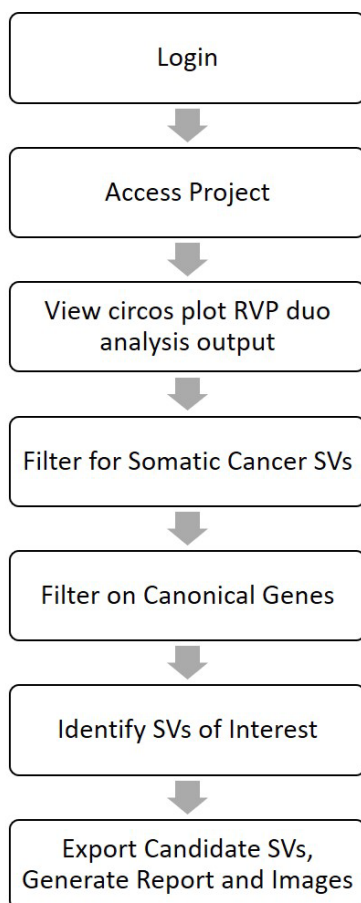 Login
Access Project
View circos plot RVP duo
analysis output
Filter for Somatic Cancer SVs
Filter on Canonical Genes
Identify SVs of Interest
Export Candidate SVs,
Generate Report and Images